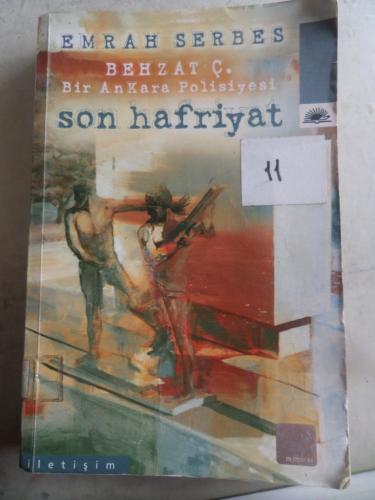 EMRAH SERBES
BEHZAT Ç.
Bir AnKara Polisiyesi
son hafriyat
11
iletişim